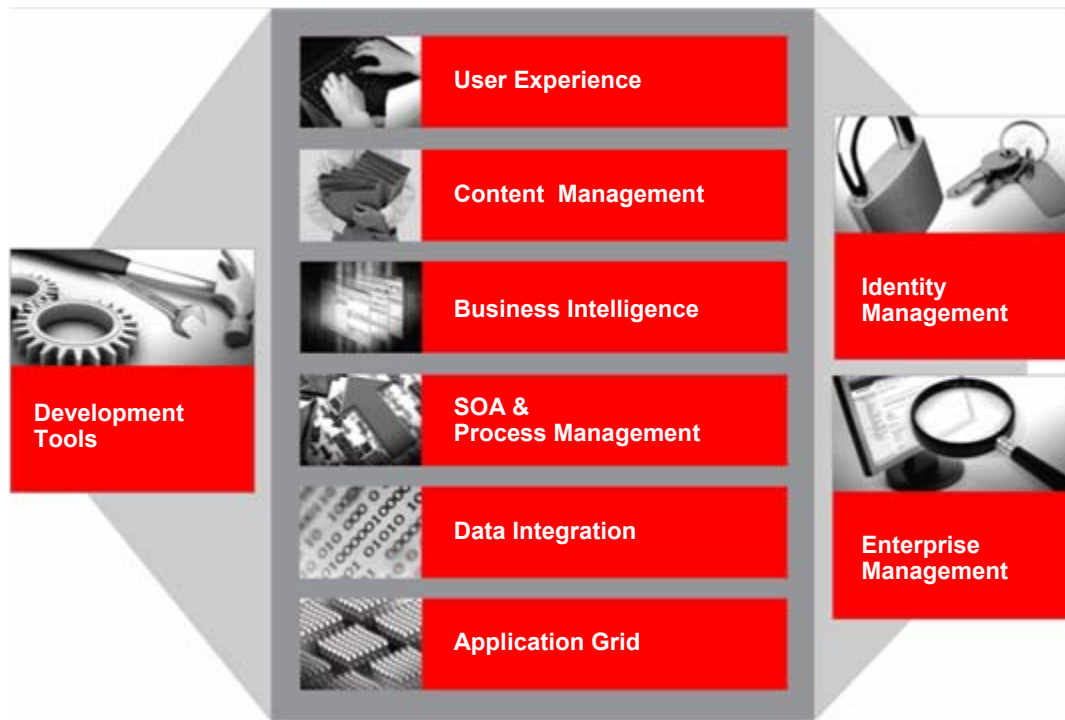 User Experience
Content Management
Business Intelligence
SOA &
Process Management
Data Integration
Application Grid
Development
Tools
Identity
Management
Enterprise
Management